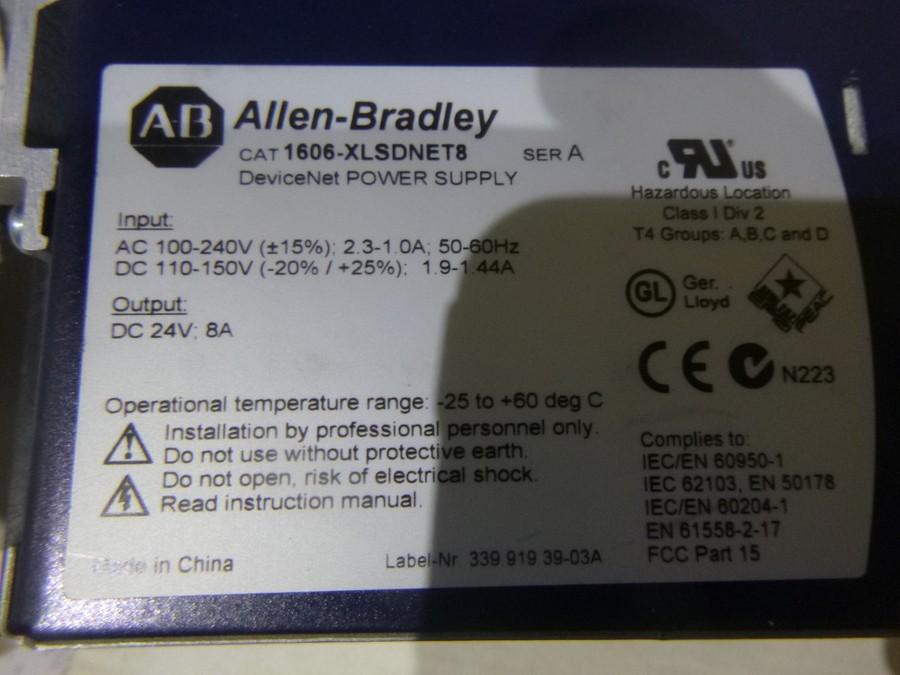 AB Allen-Bradley
CAT 1606-XLSDNET8 SER A
DeviceNet POWER SUPPLY
Input:
AC 100-240V (±15%); 2.3-1.0A; 50-60Hz
DC 110-150V (-20% / +25%); 1.9-1.44A
Output:
DC 24V; 8A
Operational temperature range: -25 to +60 deg C
Installation by professional personnel only.
Do not use without protective earth.
Do not open, risk of electrical shock.
Read instruction manual.
Made in China
Label-Nr 339 919 39-03A
c RU ® US
Hazardous Location
Class I Div 2
T4 Groups: A,B,C and D
GL Ger.
Lloyd
CE N223
Complies to:
IEC/EN 60950-1
IEC 62103, EN 50178
IEC/EN 60204-1
EN 61558-2-17
FCC Part 15